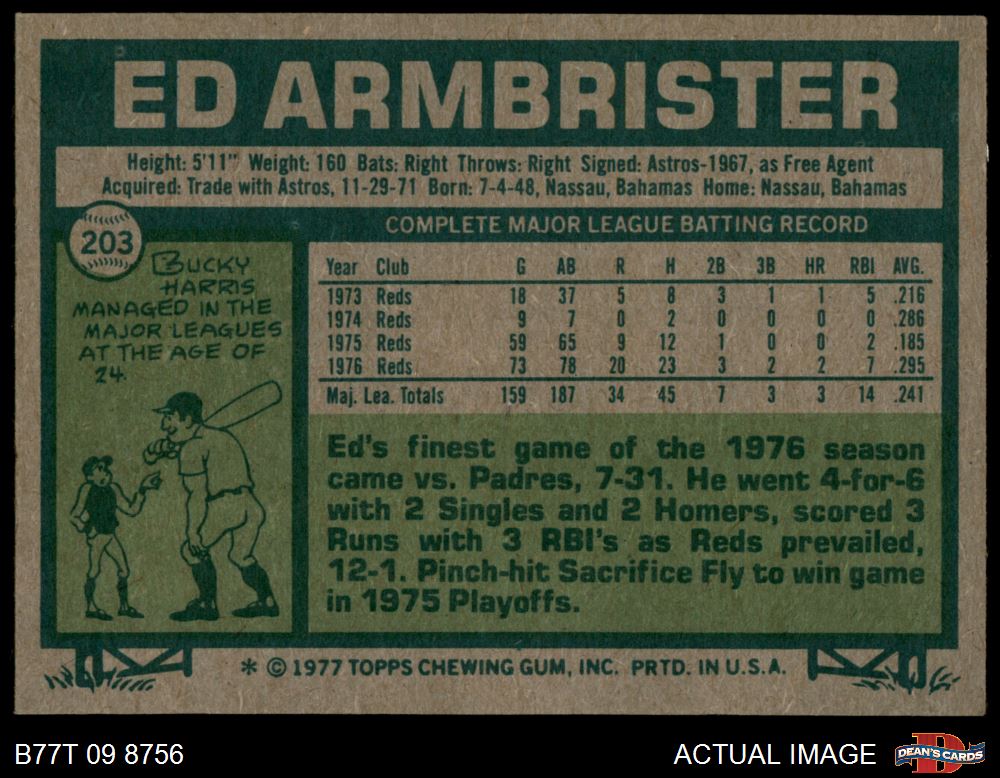 ED ARMBRISTER
Height: 5'11" Weight: 160 Bats: Right Throws: Right Signed: Astros-1967, as Free Agent
Acquired: Trade with Astros, 11-29-71 Born: 7-4-48, Nassau, Bahamas Home: Nassau, Bahamas
203
BUCKY
HARRIS
MANAGED IN THE
MAJOR LEAGUES
AT THE AGE OF
24.
COMPLETE MAJOR LEAGUE BATTING RECORD
Year Club G AB R H 2B 3B HR RBI AVG.
1973 Reds 18 37 5 8 3 1 1 5 .216
1974 Reds 9 7 0 2 0 0 0 0 .286
1975 Reds 59 65 9 12 1 0 0 2 .185
1976 Reds 73 78 20 23 3 2 2 7 .295
Maj. Lea. Totals 159 187 34 45 7 3 3 14 .241
Ed's finest game of the 1976 season
came vs. Padres, 7-31. He went 4-for-6
with 2 Singles and 2 Homers, scored 3
Runs with 3 RBI's as Reds prevailed,
12-1. Pinch-hit Sacrifice Fly to win game
in 1975 Playoffs.
* © 1977 TOPPS CHEWING GUM, INC. PRTD. IN U.S.A.
B77T 09 8756
ACTUAL IMAGE
D
DEAN'S CARDS